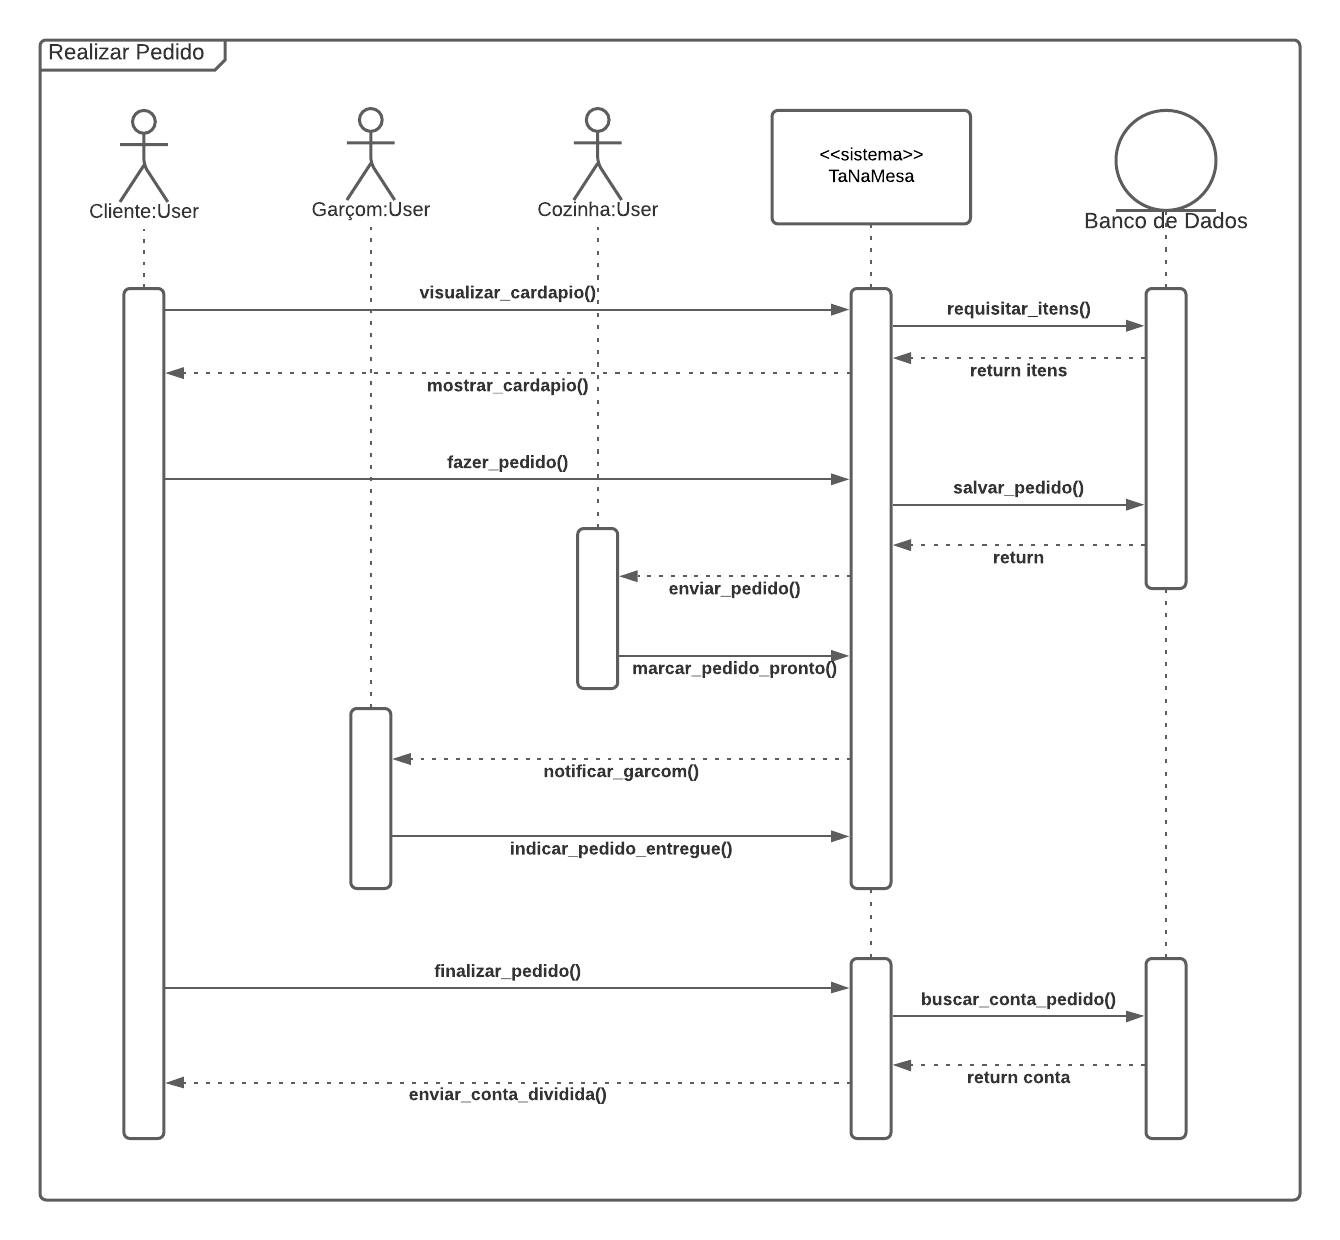 Realizar Pedido
Cliente:User
Garçom:User
Cozinha:User
<<sistema>>
TaNaMesa
Banco de Dados
visualizar_cardapio()
requisitar_itens()
return itens
mostrar_cardapio()
fazer_pedido()
salvar_pedido()
return
enviar_pedido()
marcar_pedido_pronto()
notificar_garcom()
indicar_pedido_entregue()
finalizar_pedido()
buscar_conta_pedido()
return conta
enviar_conta_dividida()